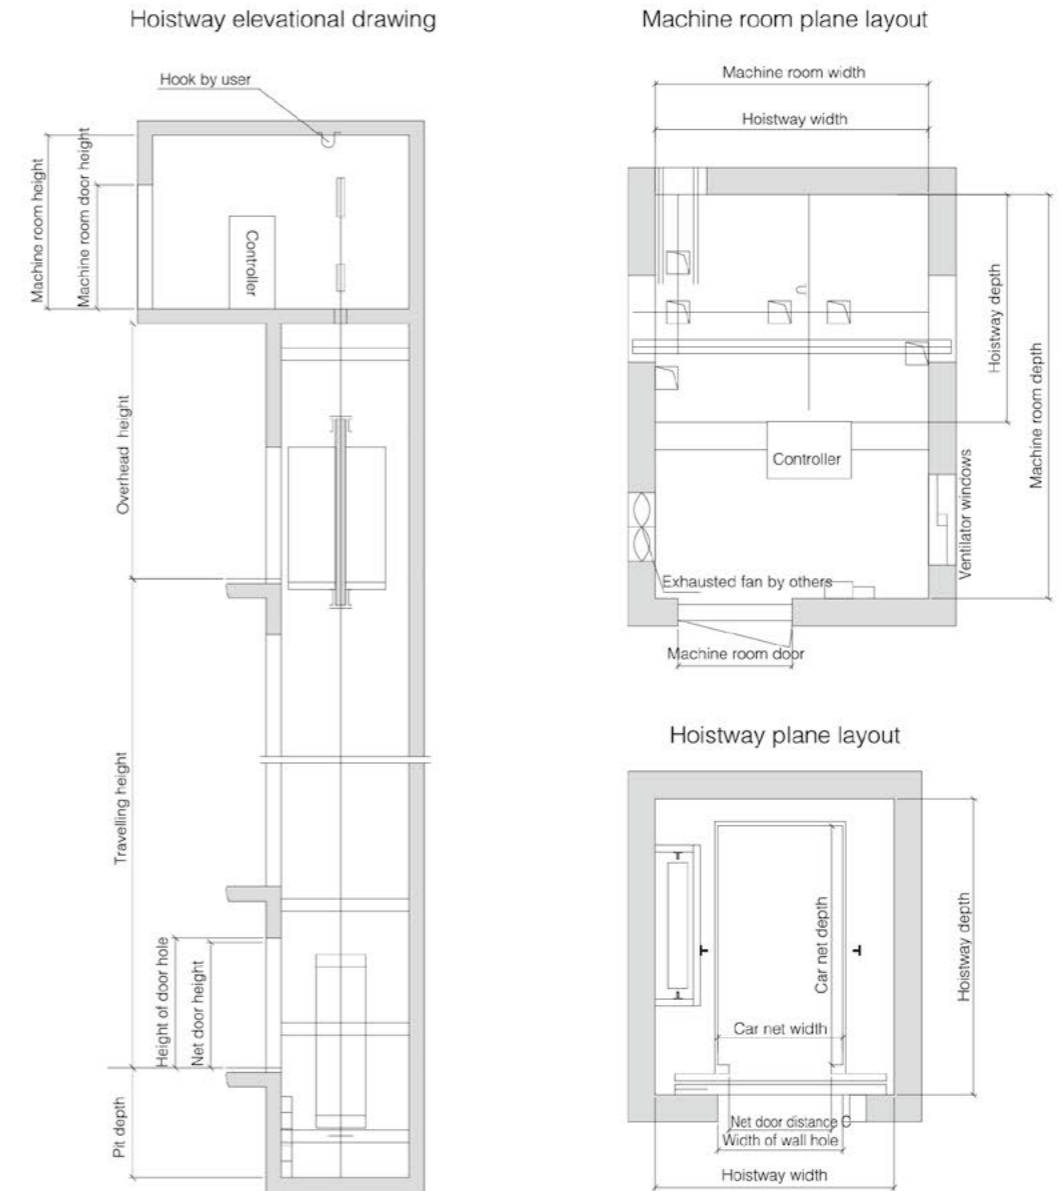 Hoistway elevational drawing
Hook by user
Machine room height
Machine room door height
Controller
Overhead height
Travelling height
Height of door hole
Net door height
Pit depth
Machine room plane layout
Machine room width
Hoistway width
Hoistway depth
Machine room depth
Controller
Ventilator windows
Exhausted fan by others
Machine room door
Hoistway plane layout
Car net depth
Hoistway depth
Car net width
Net door distance C
Width of wall hole
Hoistway width